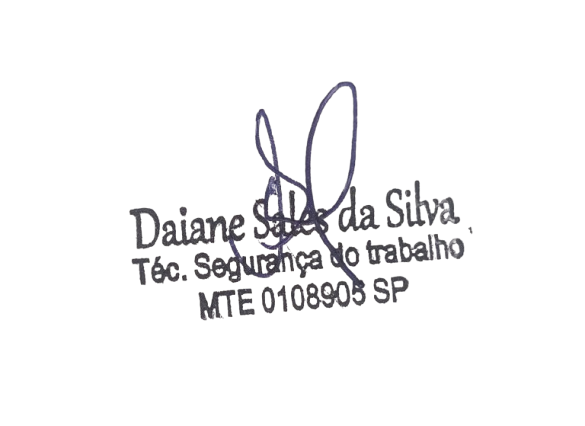 Daiane Sales da Silva
Téc. Segurança do trabalho
MTE 0108905 SP